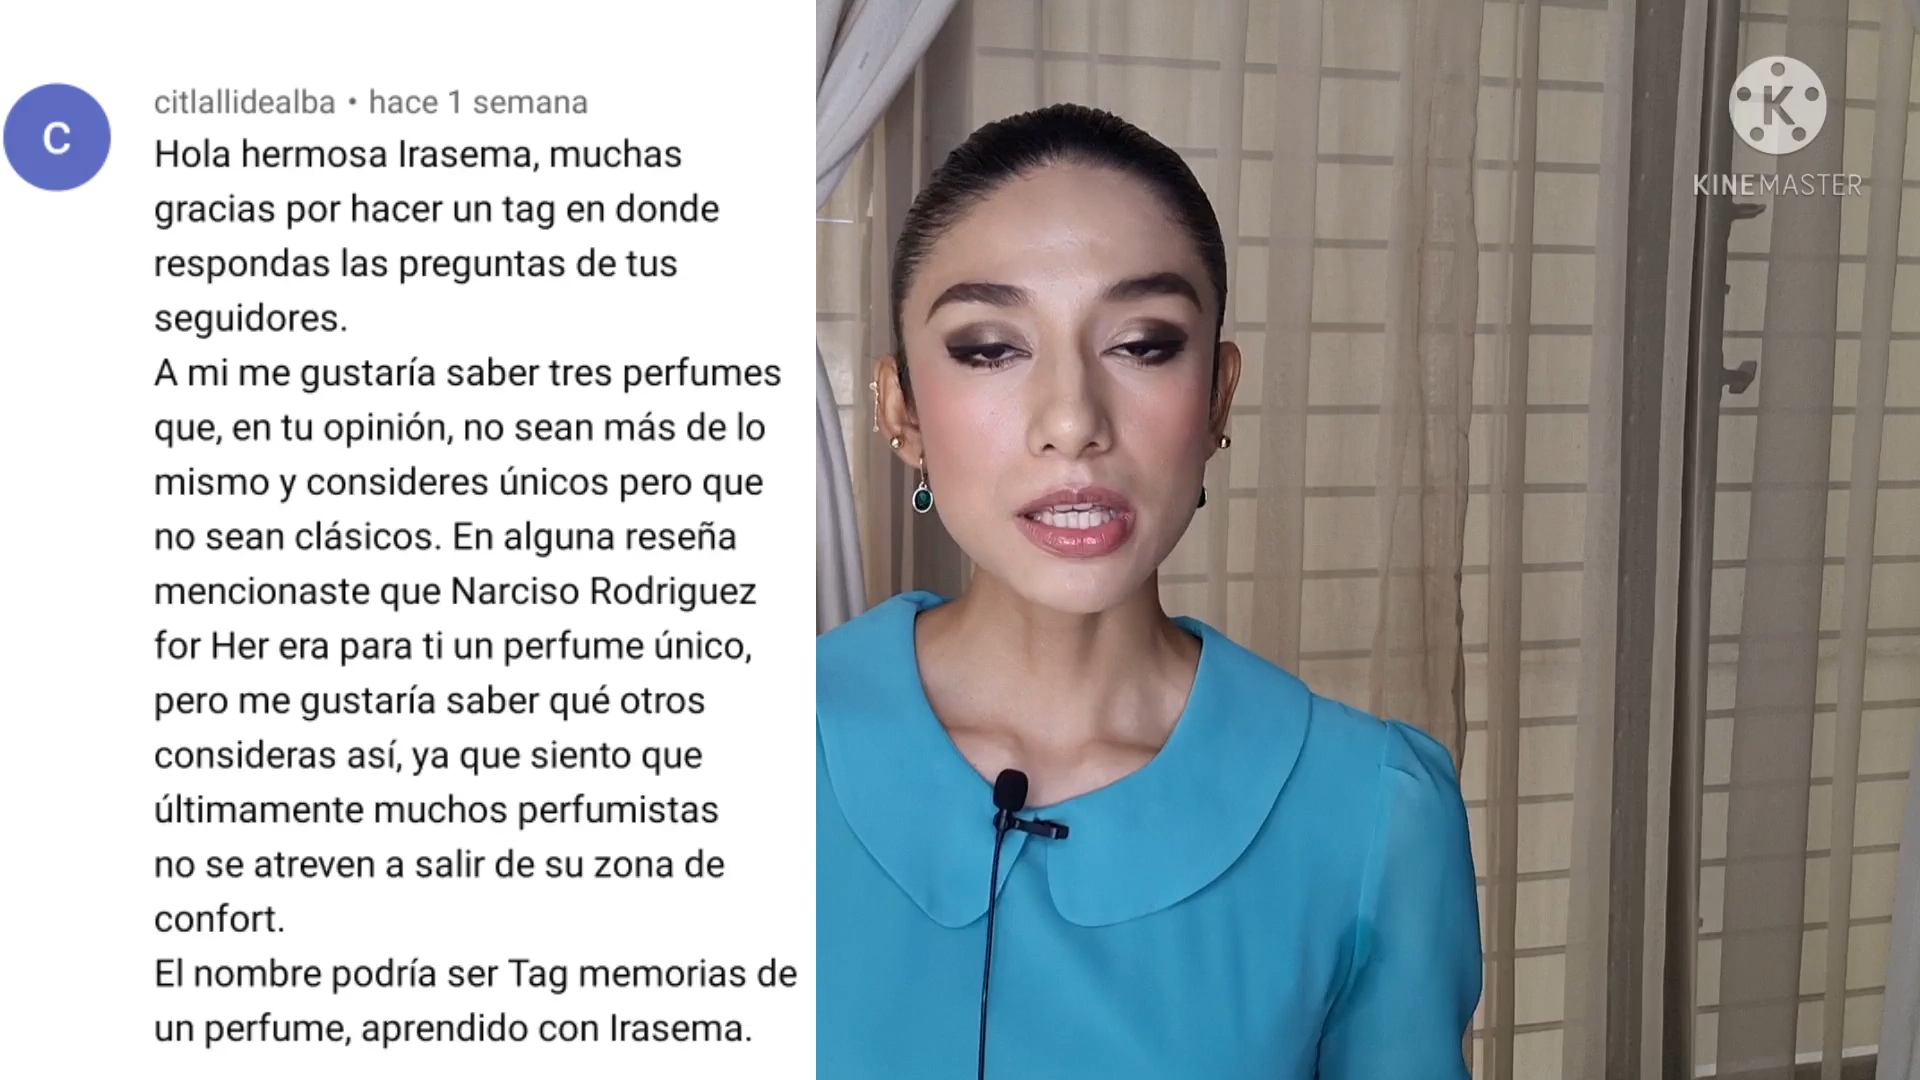 C
citlallidealba • hace 1 semana
Hola hermosa Irasema, muchas
gracias por hacer un tag en donde
respondas las preguntas de tus
seguidores.
A mi me gustaría saber tres perfumes
que, en tu opinión, no sean más de lo
mismo y consideres únicos pero que
no sean clásicos. En alguna reseña
mencionaste que Narciso Rodriguez
for Her era para ti un perfume único,
pero me gustaría saber qué otros
consideras así, ya que siento que
últimamente muchos perfumistas
no se atreven a salir de su zona de
confort.
El nombre podría ser Tag memorias de
un perfume, aprendido con Irasema.
K
KINEMASTER